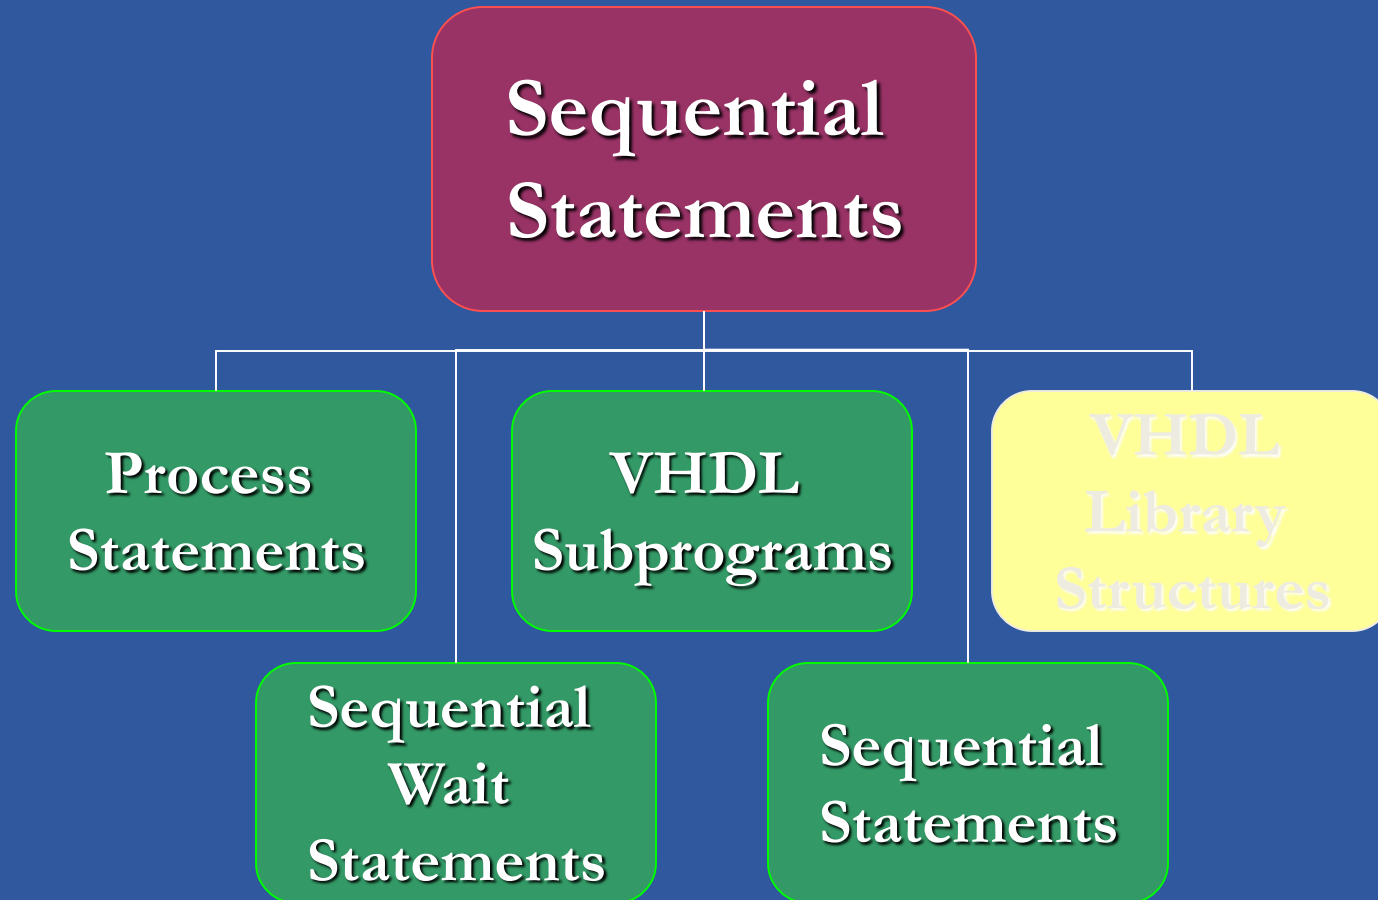 Sequential
Statements
Process
Statements
VHDL
Subprograms
VHDL
Library
Structures
Sequential
Wait
Statements
Sequential
Statements